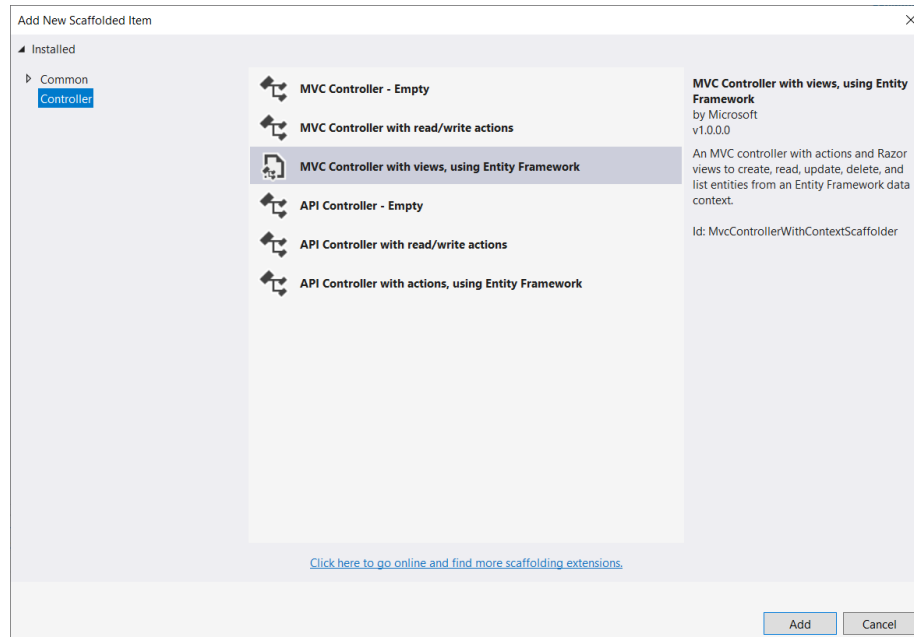 Add New Scaffolded Item
Installed
Common
Controller
MVC Controller - Empty
MVC Controller with read/write actions
MVC Controller with views, using Entity Framework
API Controller - Empty
API Controller with read/write actions
API Controller with actions, using Entity Framework
Click here to go online and find more scaffolding extensions.
MVC Controller with views, using Entity
Framework
by Microsoft
v1.0.0.0
An MVC controller with actions and Razor
views to create, read, update, delete, and
list entities from an Entity Framework data
context.
Id: MvcControllerWithContextScaffolder
Add
Cancel